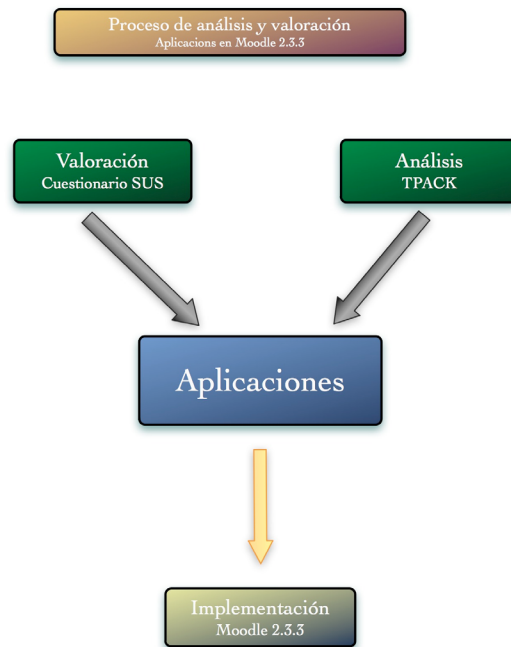 Proceso de análisis y valoración
Aplicacions en Moodle 2.3.3
Valoración
Cuestionario SUS
Análisis
TPACK
Aplicaciones
Implementación
Moodle 2.3.3